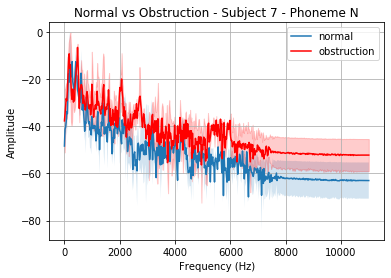 Normal vs Obstruction - Subject 7 - Phoneme N
normal
obstruction
Amplitude
0
−20
−40
−60
−80
0
2000
4000
6000
8000
10000
Frequency (Hz)